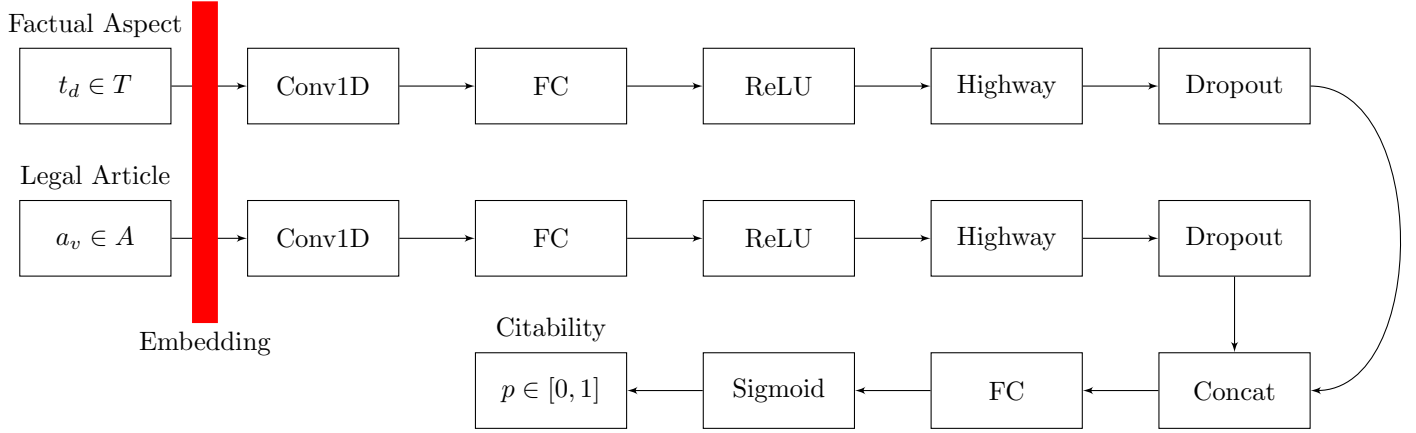 Factual Aspect
t_d ∈ T
Conv1D
FC
ReLU
Highway
Dropout
Legal Article
a_v ∈ A
Conv1D
FC
ReLU
Highway
Dropout
Embedding
Citability
p ∈ [0, 1]
Sigmoid
FC
Concat